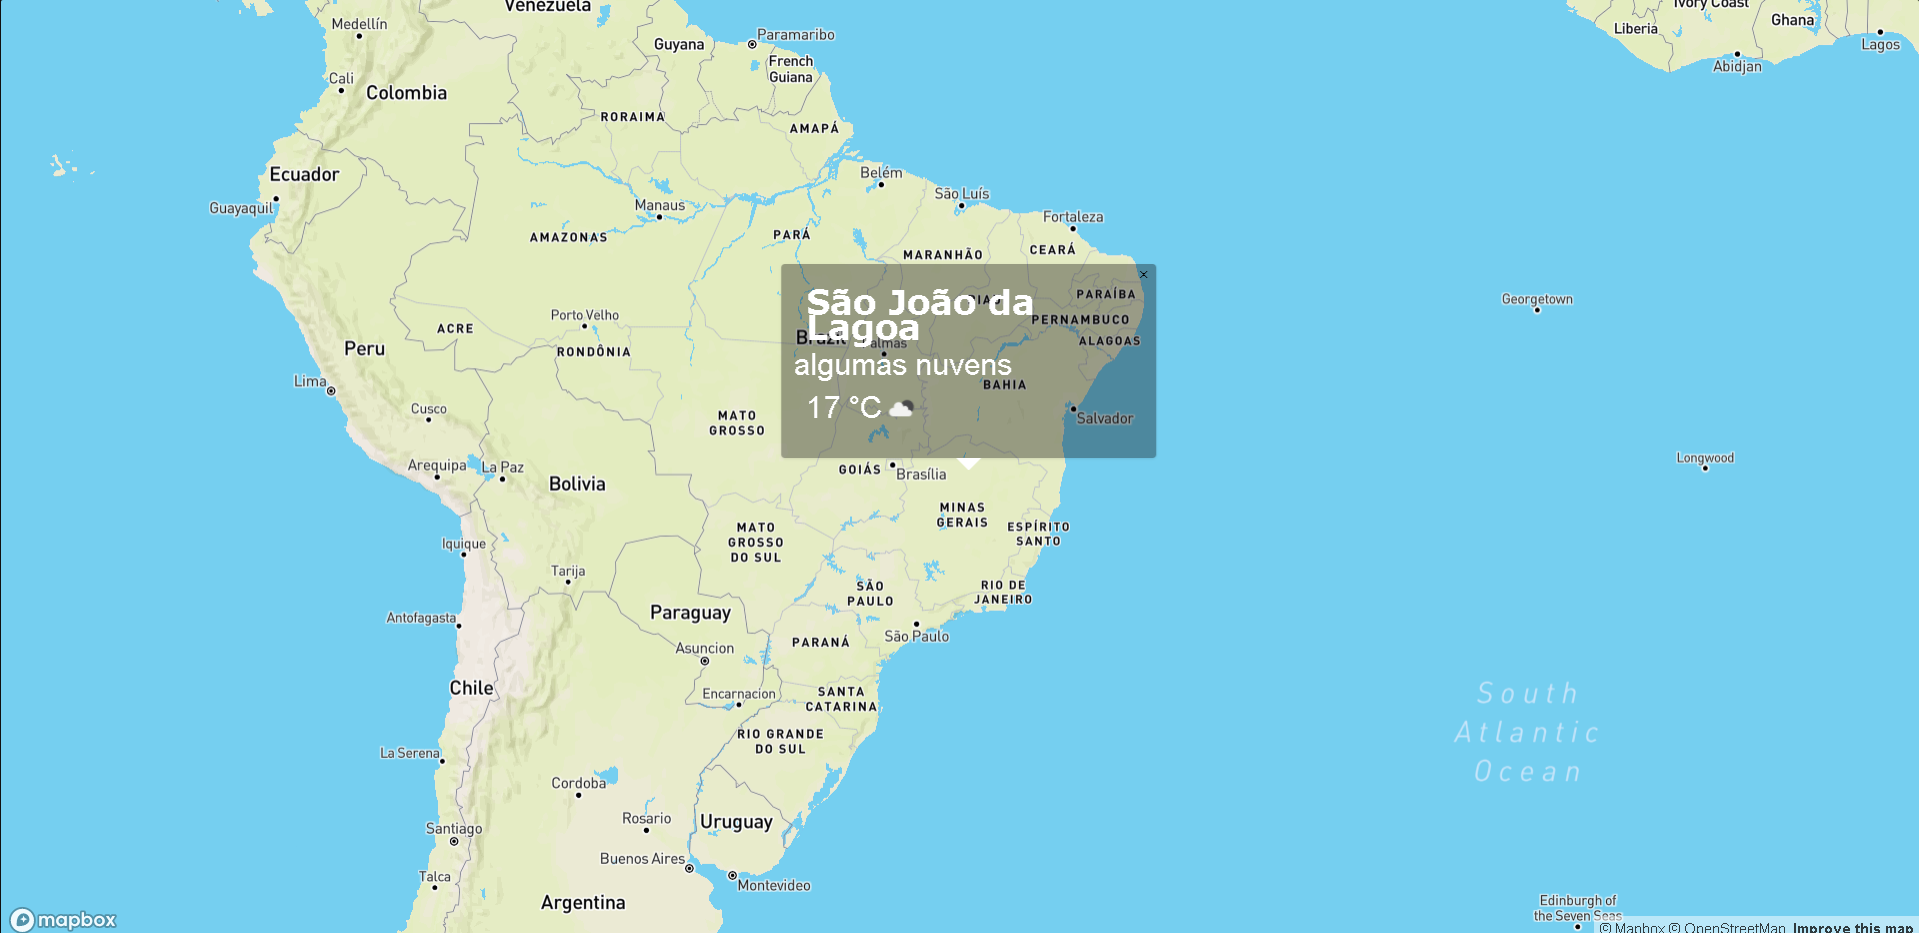 Venezuela
Ivory Coast
Medellín
Ghana
Liberia
Paramaribo
Guyana
Lagos
French
Guiana
Abidjan
Cali
Colombia
RORAIMA
AMAPÁ
Ecuador
Belém
São Luís
Guayaquil
Manaus
Fortaleza
AMAZONAS
PARÁ
MARANHÃO
CEARÁ
×
São João da
Lagoa
algumas nuvens
17 °C
PARAÍBA
PERNAMBUCO
ALAGOAS
Georgetown
Porto Velho
ACRE
Peru
RONDÔNIA
Lima
BAHIA
Cusco
MATO
GROSSO
Salvador
Arequipa
La Paz
GOIÁS
Brasília
Longwood
Bolivia
MINAS
GERAIS
ESPÍRITO
SANTO
MATO
GROSSO
DO SUL
Iquique
Tarija
SÃO
PAULO
RIO DE
JANEIRO
Antofagasta
Paraguay
São Paulo
PARANÁ
Asuncion
Chile
Encarnacion
SANTA
CATARINA
South
Atlantic
Ocean
RIO GRANDE
DO SUL
La Serena
Cordoba
Rosario
Uruguay
Santiago
Buenos Aires
Talca
Montevideo
Argentina
Edinburgh of
the Seven Seas
mapbox
© Mapbox © OpenStreetMap Improve this map